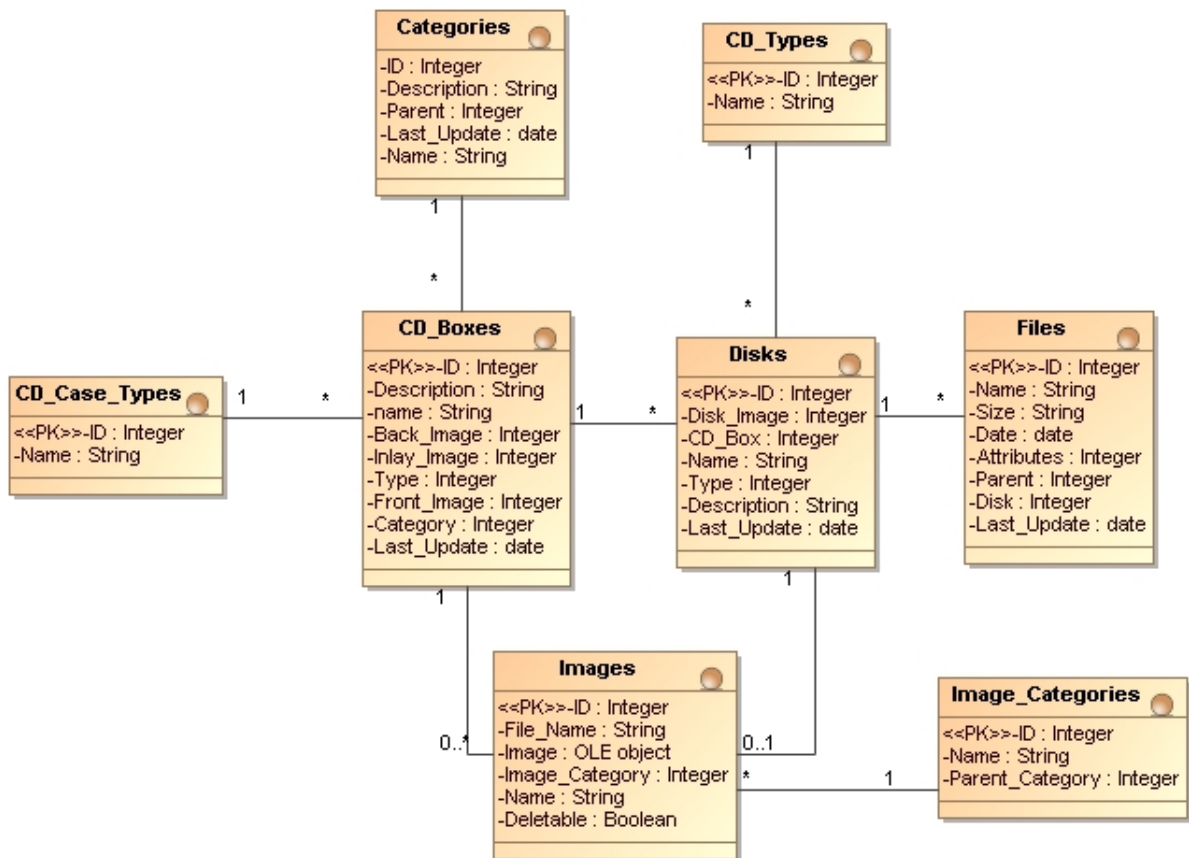 Categories
-ID : Integer
-Description : String
-Parent : Integer
-Last_Update : date
-Name : String
1
*
CD_Types
<<PK>>-ID : Integer
-Name : String
1
*
CD_Case_Types
<<PK>>-ID : Integer
-Name : String
1
*
CD_Boxes
<<PK>>-ID : Integer
-Description : String
-name : String
-Back_Image : Integer
-Inlay_Image : Integer
-Type : Integer
-Front_Image : Integer
-Category : Integer
-Last_Update : date
1
*
Disks
<<PK>>-ID : Integer
-Disk_Image : Integer
-CD_Box : Integer
-Name : String
-Type : Integer
-Description : String
-Last_Update : date
1
*
Files
<<PK>>-ID : Integer
-Name : String
-Size : String
-Date : date
-Attributes : Integer
-Parent : Integer
-Disk : Integer
-Last_Update : date
1
0..*
1
0..1
Images
<<PK>>-ID : Integer
-File_Name : String
-Image : OLE object
-Image_Category : Integer
-Name : String
-Deletable : Boolean
*
1
Image_Categories
<<PK>>-ID : Integer
-Name : String
-Parent_Category : Integer